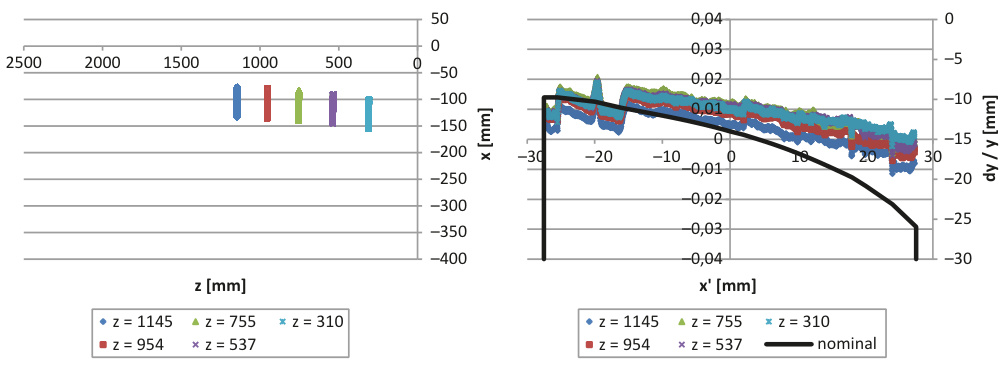 50
0
2500 2000 1500 1000 500 0
−50
−100
−150
−200
−250
−300
−350
−400
x [mm]
z [mm]
z = 1145 z = 755 z = 310
z = 954 z = 537
0,04
0,03
0,02
0,01
0
−0,01
−0,02
−0,03
−0,04
−30 −20 −10 0 10 20 30
0
−5
−10
−15
−20
−25
−30
dy / y [mm]
x' [mm]
z = 1145 z = 755 z = 310
z = 954 z = 537 nominal